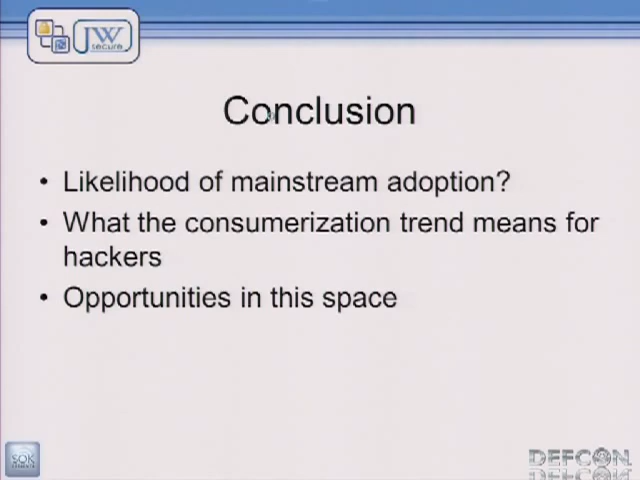 JW
secure
Conclusion
• Likelihood of mainstream adoption?
• What the consumerization trend means for
hackers
• Opportunities in this space
SOK
DEFCON